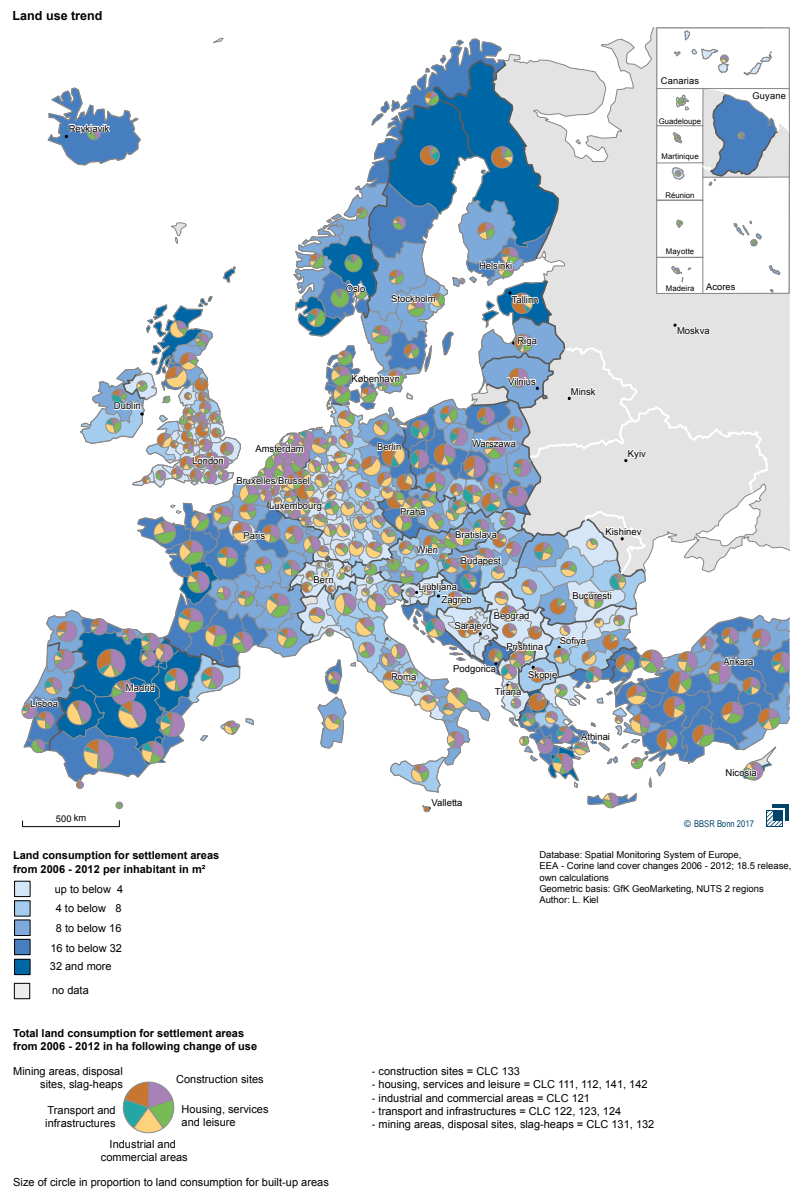 Land use trend
Canarias
Guyane
Guadeloupe
Martinique
Réunion
Mayotte
Madeira
Acores
Reykjavik
Helsinki
Oslo
Stockholm
Tallinn
Moskva
Riga
København
Vilnius
Minsk
Dublin
Berlin
Warszawa
Amsterdam
London
Kyiv
Bruxelles/Brussel
Luxembourg
Praha
Paris
Kishinev
Bratislava
Wien
Budapest
Bern
Ljubljana
Zagreb
Bucureşti
Beograd
Sarajevo
Sofiya
Prishtina
Ankara
Podgorica
Skopje
Roma
Madrid
Tirana
Lisboa
Athinai
Nicosia
Valletta
500 km
© BBSR Bonn 2017
Land consumption for settlement areas
from 2006 - 2012 per inhabitant in m²
up to below 4
4 to below 8
8 to below 16
16 to below 32
32 and more
no data
Database: Spatial Monitoring System of Europe,
EEA - Corine land cover changes 2006 - 2012; 18.5 release,
own calculations
Geometric basis: GfK GeoMarketing, NUTS 2 regions
Author: L. Kiel
Total land consumption for settlement areas
from 2006 - 2012 in ha following change of use
Mining areas, disposal
sites, slag-heaps
Construction sites
Transport and
infrastructures
Housing, services
and leisure
Industrial and
commercial areas
- construction sites = CLC 133
- housing, services and leisure = CLC 111, 112, 141, 142
- industrial and commercial areas = CLC 121
- transport and infrastructures = CLC 122, 123, 124
- mining areas, disposal sites, slag-heaps = CLC 131, 132
Size of circle in proportion to land consumption for built-up areas